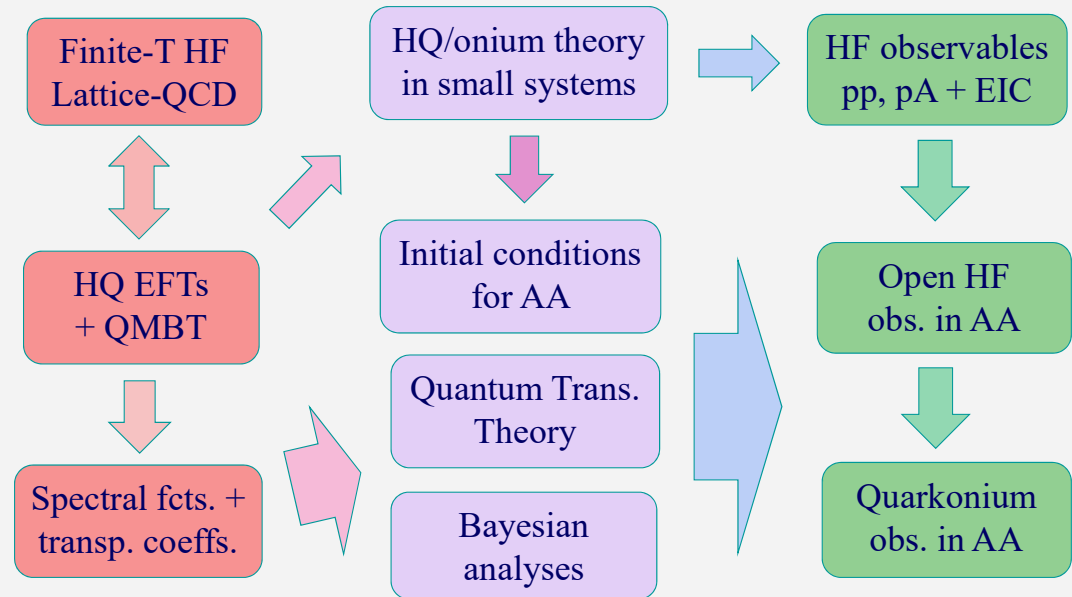 Finite-T HF
Lattice-QCD
HQ EFTs
+ QMBT
Spectral fcts. +
transp. coeffs.
HQ/onium theory
in small systems
Initial conditions
for AA
Quantum Trans.
Theory
Bayesian
analyses
HF observables
pp, pA + EIC
Open HF
obs. in AA
Quarkonium
obs. in AA